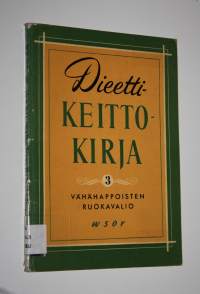 Dieetti-
KEITTO-
KIRJA
3
VÄHÄHAPPOISTEN
RUOKAVALIO
WSOY